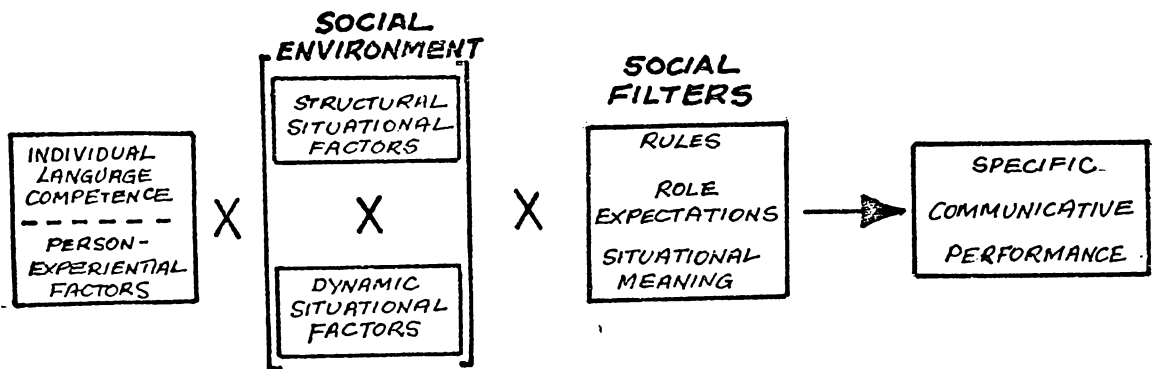 SOCIAL
ENVIRONMENT
STRUCTURAL
SITUATIONAL
FACTORS
X
DYNAMIC
SITUATIONAL
FACTORS
INDIVIDUAL
LANGUAGE
COMPETENCE
PERSON-
EXPERIENTIAL
FACTORS
X
X
SOCIAL
FILTERS
RULES
ROLE
EXPECTATIONS
SITUATIONAL
MEANING
SPECIFIC
COMMUNICATIVE
PERFORMANCE